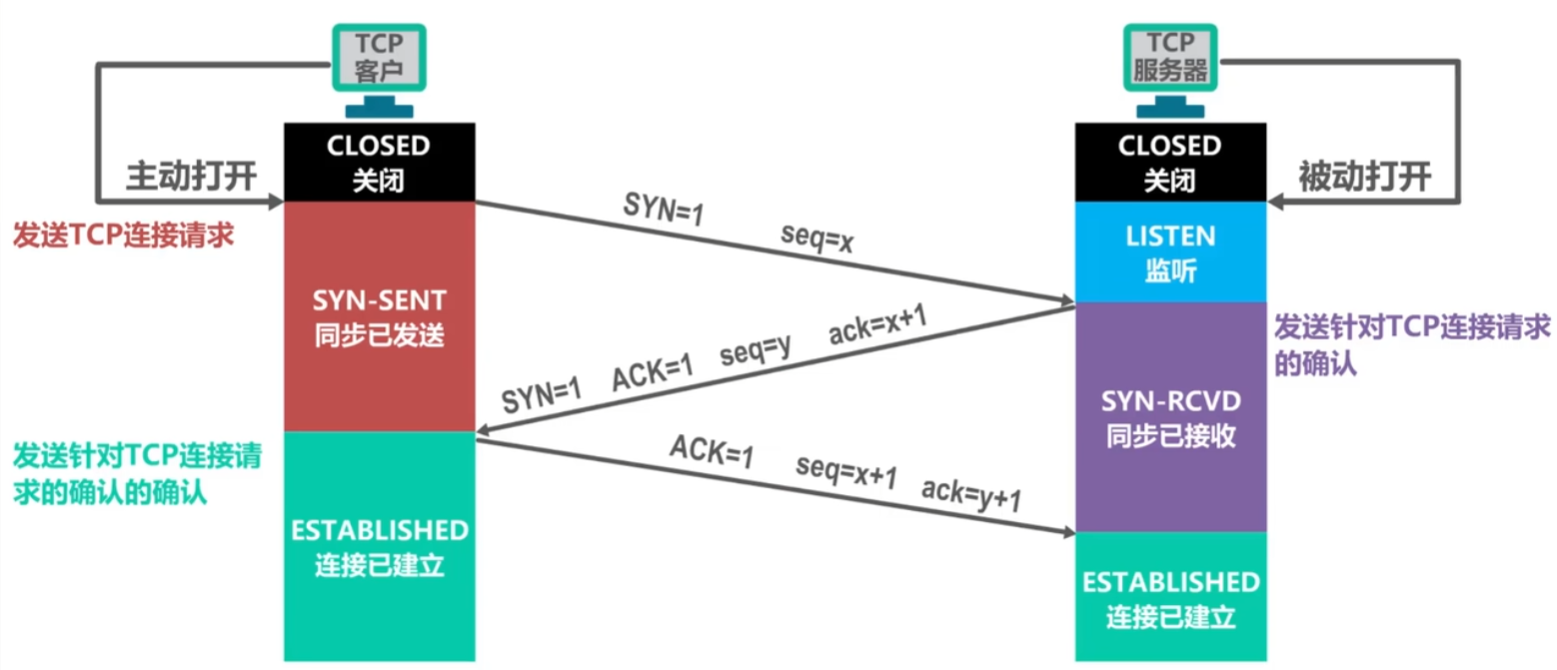 TCP
客户
TCP
服务器
CLOSED
关闭
CLOSED
关闭
主动打开
被动打开
发送TCP连接请求
SYN=1 seq=x
LISTEN
监听
SYN-SENT
同步已发送
发送针对TCP连接请求
的确认
SYN=1 ACK=1 seq=y ack=x+1
SYN-RCVD
同步已接收
发送针对TCP连接请
求的确认的确认
ACK=1 seq=x+1 ack=y+1
ESTABLISHED
连接已建立
ESTABLISHED
连接已建立